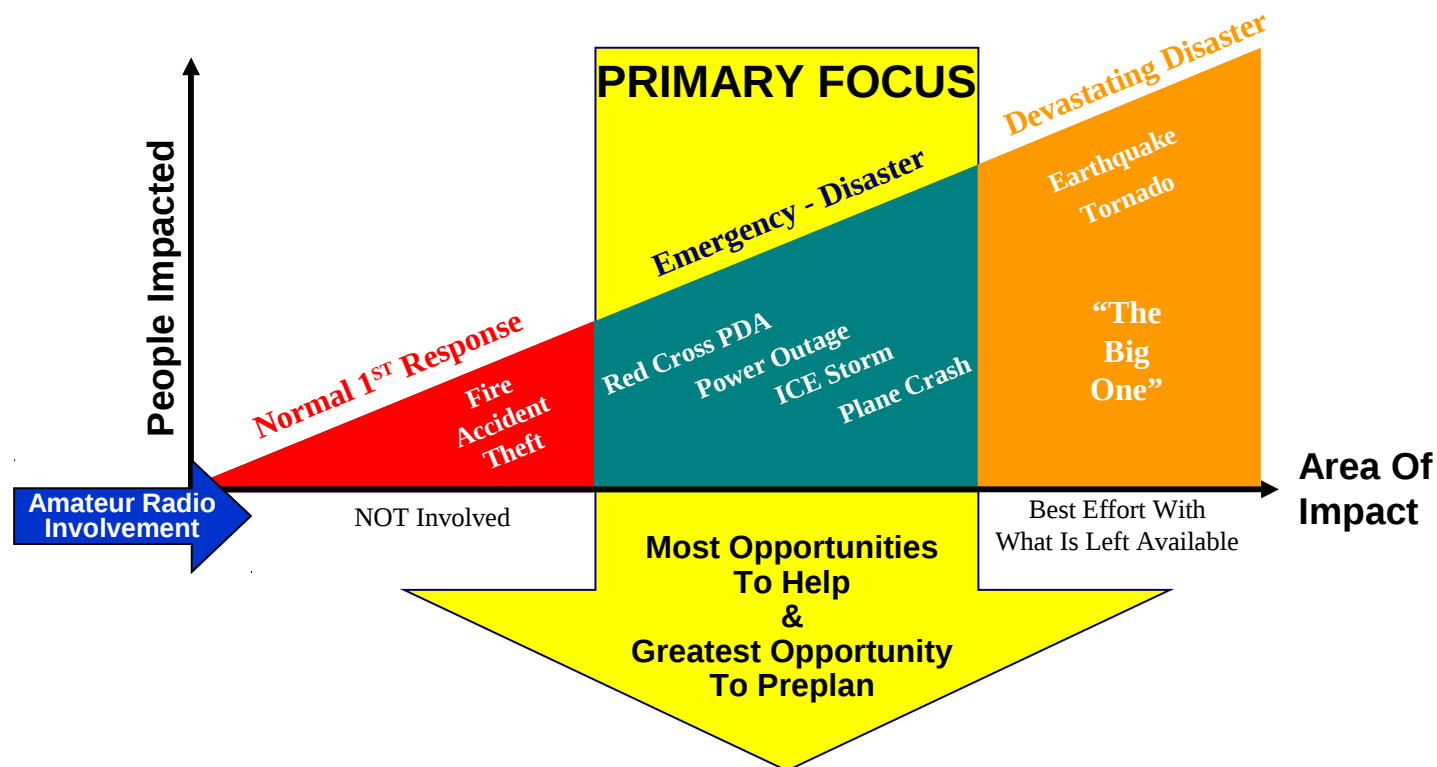 PRIMARY FOCUS
Devastating Disaster
Emergency - Disaster
Normal 1ST Response
People Impacted
Earthquake
Tornado
“The
Big
One”
Red Cross PDA
Power Outage
ICE Storm
Plane Crash
Fire
Accident
Theft
Area Of
Impact
Amateur Radio
Involvement
NOT Involved
Best Effort With
What Is Left Available
Most Opportunities
To Help
&
Greatest Opportunity
To Preplan